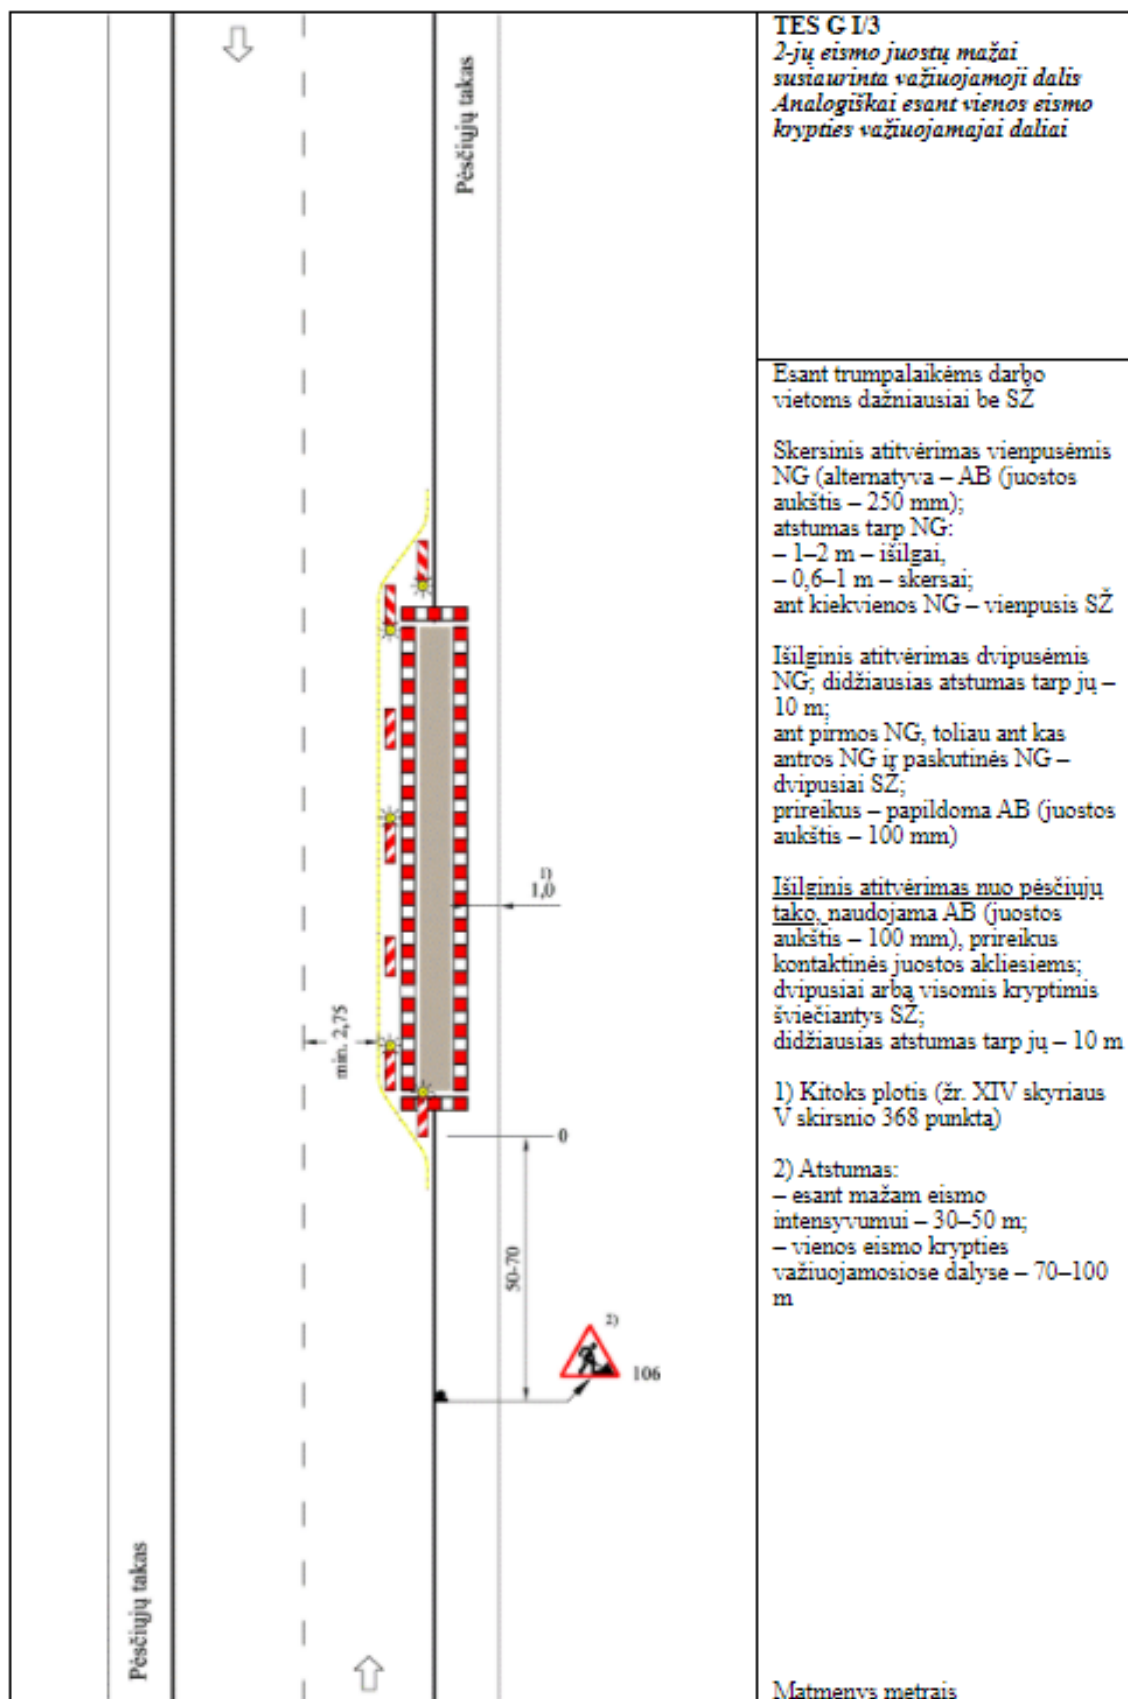 TES G I/3
2-jų eismo juostų mažai
susiaurinta važiuojamoji dalis
Analogiškai esant vienos eismo
krypties važiuojamajai daliai
Esant trumpalaikėms darbo
vietoms dažniausiai be SŽ
Skersinis atitvėrimas vienpusėmis
NG (alternatyva – AB (juostos
aukštis – 250 mm);
atstumas tarp NG:
– 1–2 m – išilgai,
– 0,6–1 m – skersai;
ant kiekvienos NG – vienpusis SŽ
Išilginis atitvėrimas dvipusėmis
NG; didžiausias atstumas tarp jų –
10 m;
ant pirmos NG, toliau ant kas
antros NG ir paskutinės NG –
dvipusiai SŽ;
prireikus – papildoma AB (juostos
aukštis – 100 mm)
Išilginis atitvėrimas nuo pėsčiųjų
tako, naudojama AB (juostos
aukštis – 100 mm), prireikus
kontaktinės juostos akliesiems;
dvipusiai arba visomis kryptimis
šviečiantys SŽ;
didžiausias atstumas tarp jų – 10 m
1) Kitoks plotis (žr. XIV skyriaus
V skirsnio 368 punktą)
2) Atstumas:
– esant mažam eismo
intensyvumui – 30–50 m;
– vienos eismo krypties
važiuojamosiose dalyse – 70–100
m
Matmenys metrais
Pėsčiųjų takas
1)
1,0
min. 2,75
0
50-70
2)
106
Pėsčiųjų takas